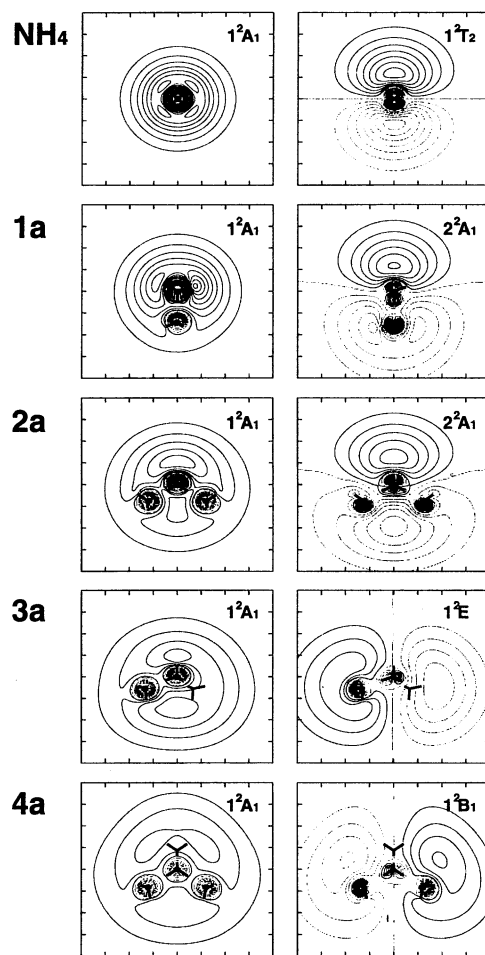 NH₄ 1²A₁ 1²T₂
1a 1²A₁ 2²A₁
2a 1²A₁ 2²A₁
3a 1²A₁ 1²E
4a 1²A₁ 1²B₁